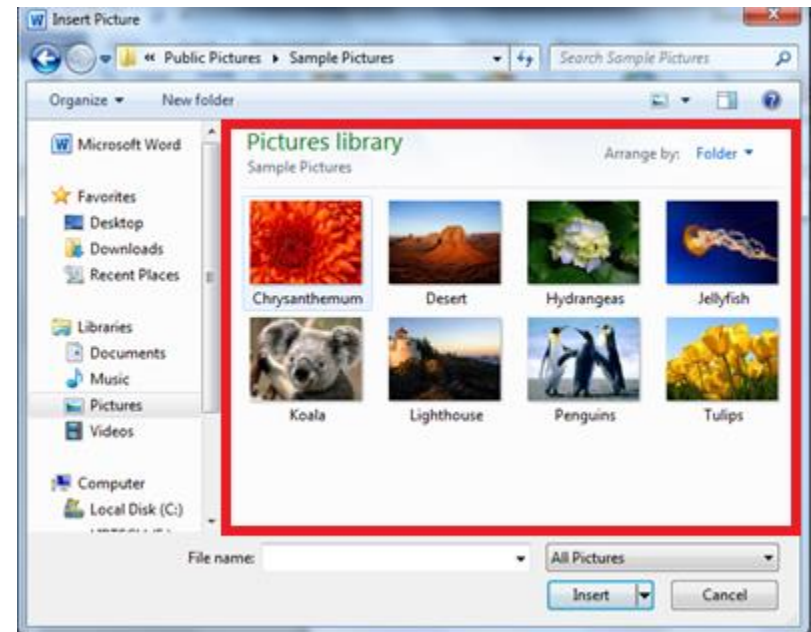 Insert Picture
« Public Pictures ▸ Sample Pictures
Search Sample Pictures
Organize
New folder
Microsoft Word
Favorites
Desktop
Downloads
Recent Places
Libraries
Documents
Music
Pictures
Videos
Computer
Local Disk (C:)
Pictures library
Sample Pictures
Arrange by: Folder
Chrysanthemum
Desert
Hydrangeas
Jellyfish
Koala
Lighthouse
Penguins
Tulips
File name:
All Pictures
Insert
Cancel